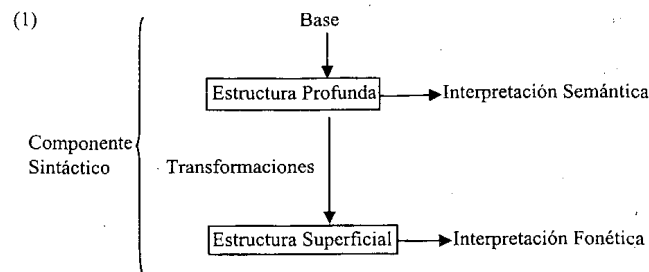 (1)
Base
Estructura Profunda
Interpretación Semántica
Componente
Sintáctico
Transformaciones
Estructura Superficial
Interpretación Fonética